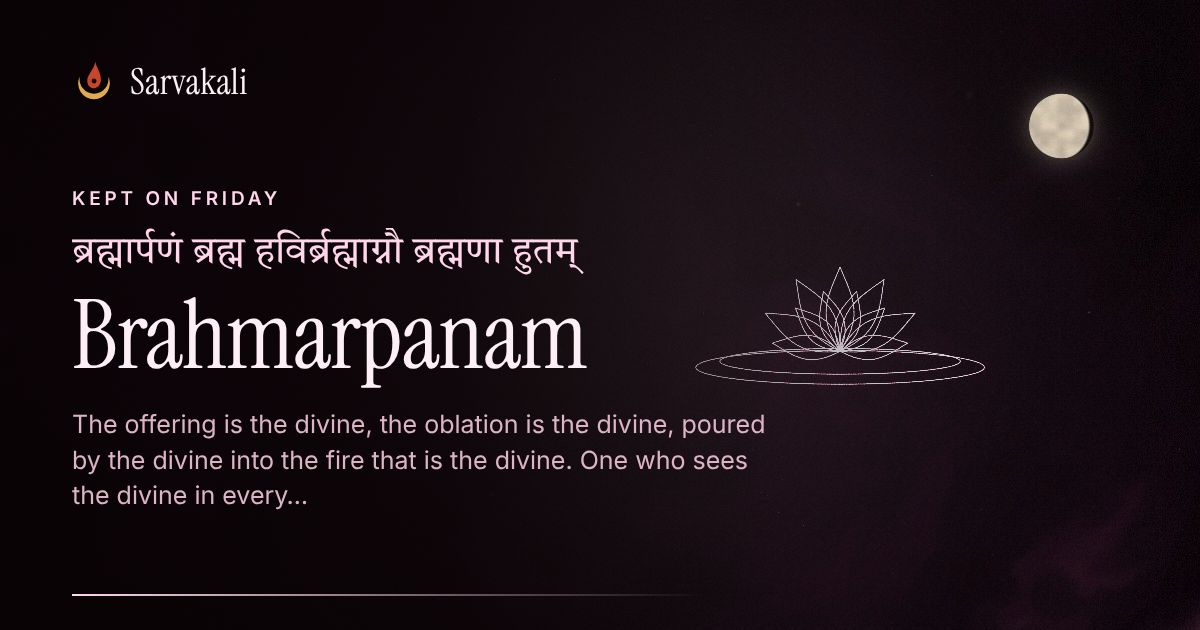 Sarvakali
KEPT ON FRIDAY
ब्रह्मार्पणं ब्रह्म हविर्ब्रह्माग्नौ ब्रह्मणा हुतम्
Brahmarpanam
The offering is the divine, the oblation is the divine, poured
by the divine into the fire that is the divine. One who sees
the divine in every…